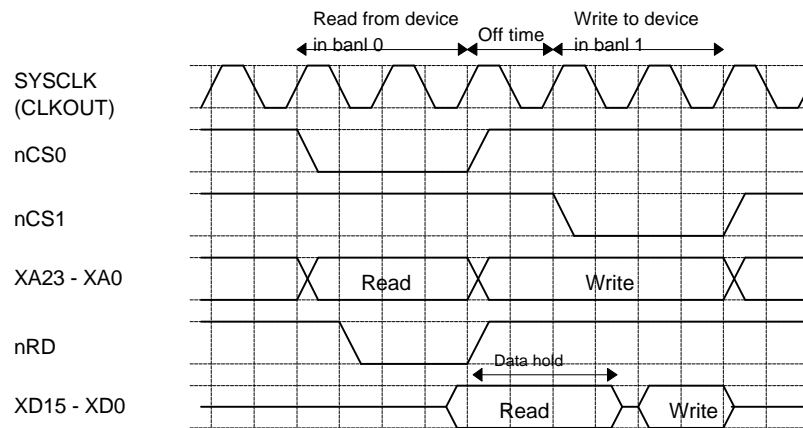 Read from device
in banl 0
Off time
Write to device
in banl 1
SYSCLK
(CLKOUT)
nCS0
nCS1
XA23 - XA0
Read
Write
nRD
Data hold
XD15 - XD0
Read
Write